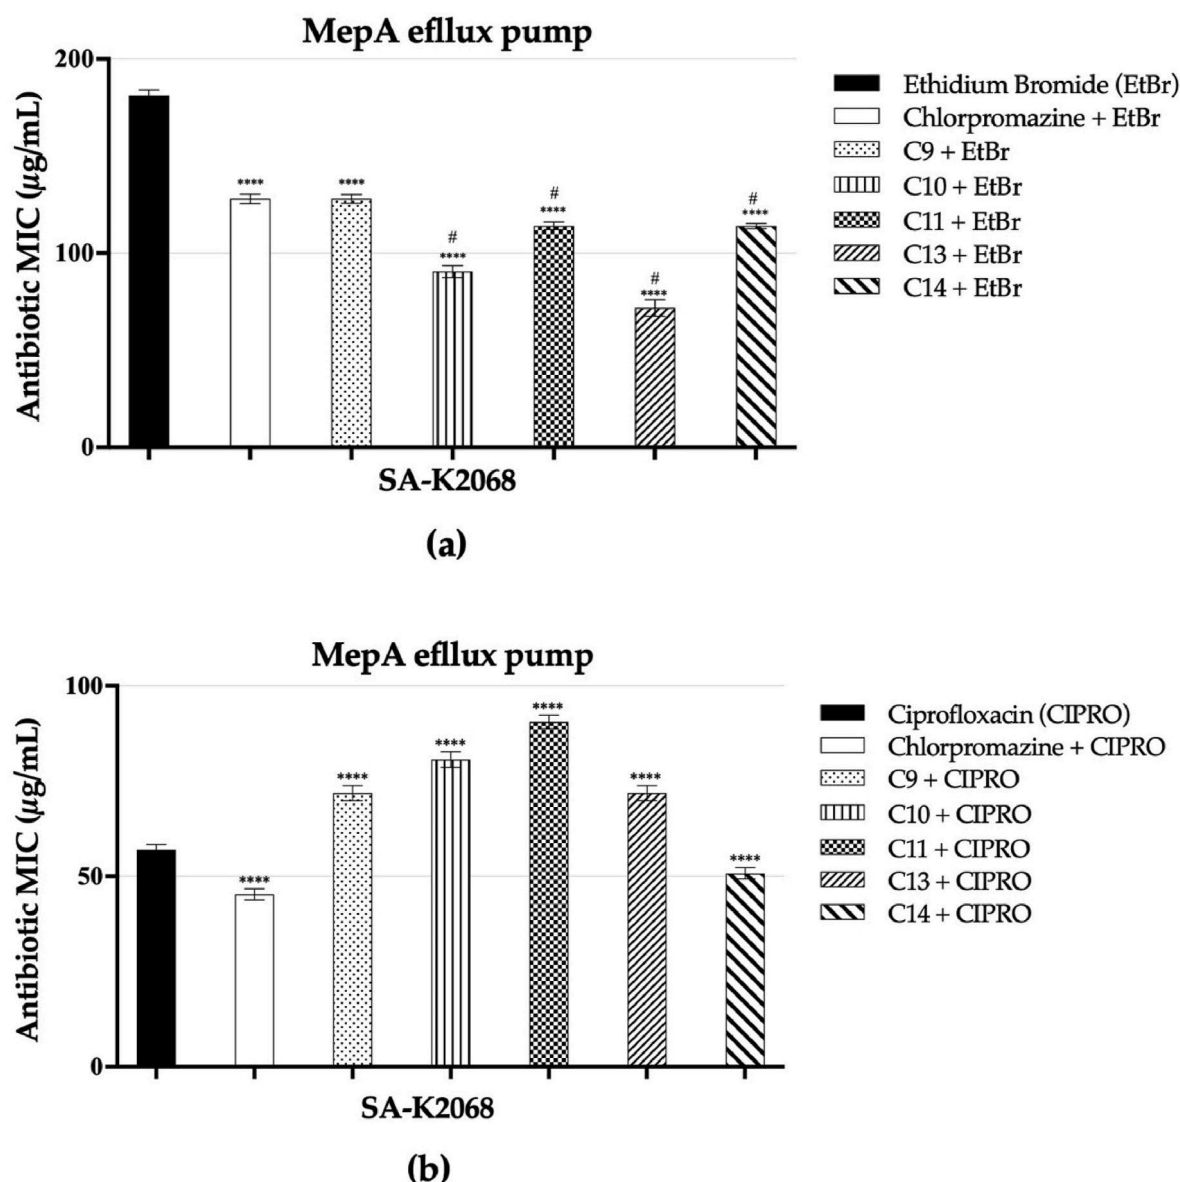 MepA efllux pump
Antibiotic MIC (µg/mL)
200
100
0
****
****
#
****
#
****
#
****
#
****
SA-K2068
Ethidium Bromide (EtBr)
Chlorpromazine + EtBr
C9 + EtBr
C10 + EtBr
C11 + EtBr
C13 + EtBr
C14 + EtBr
(a)
MepA efllux pump
Antibiotic MIC (µg/mL)
100
50
0
****
****
****
****
****
****
SA-K2068
Ciprofloxacin (CIPRO)
Chlorpromazine + CIPRO
C9 + CIPRO
C10 + CIPRO
C11 + CIPRO
C13 + CIPRO
C14 + CIPRO
(b)